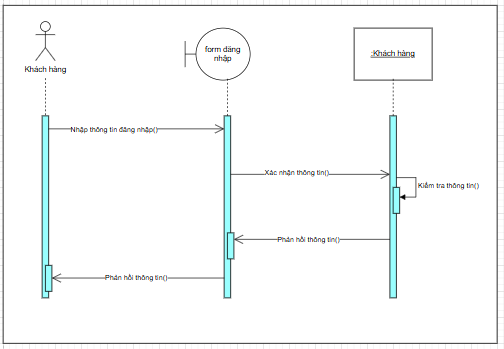 form đăng
nhập
:Khách hàng
Khách hàng
Nhập thông tin đăng nhập()
Xác nhận thông tin()
Kiểm tra thông tin()
Phản hồi thông tin()
Phản hồi thông tin()